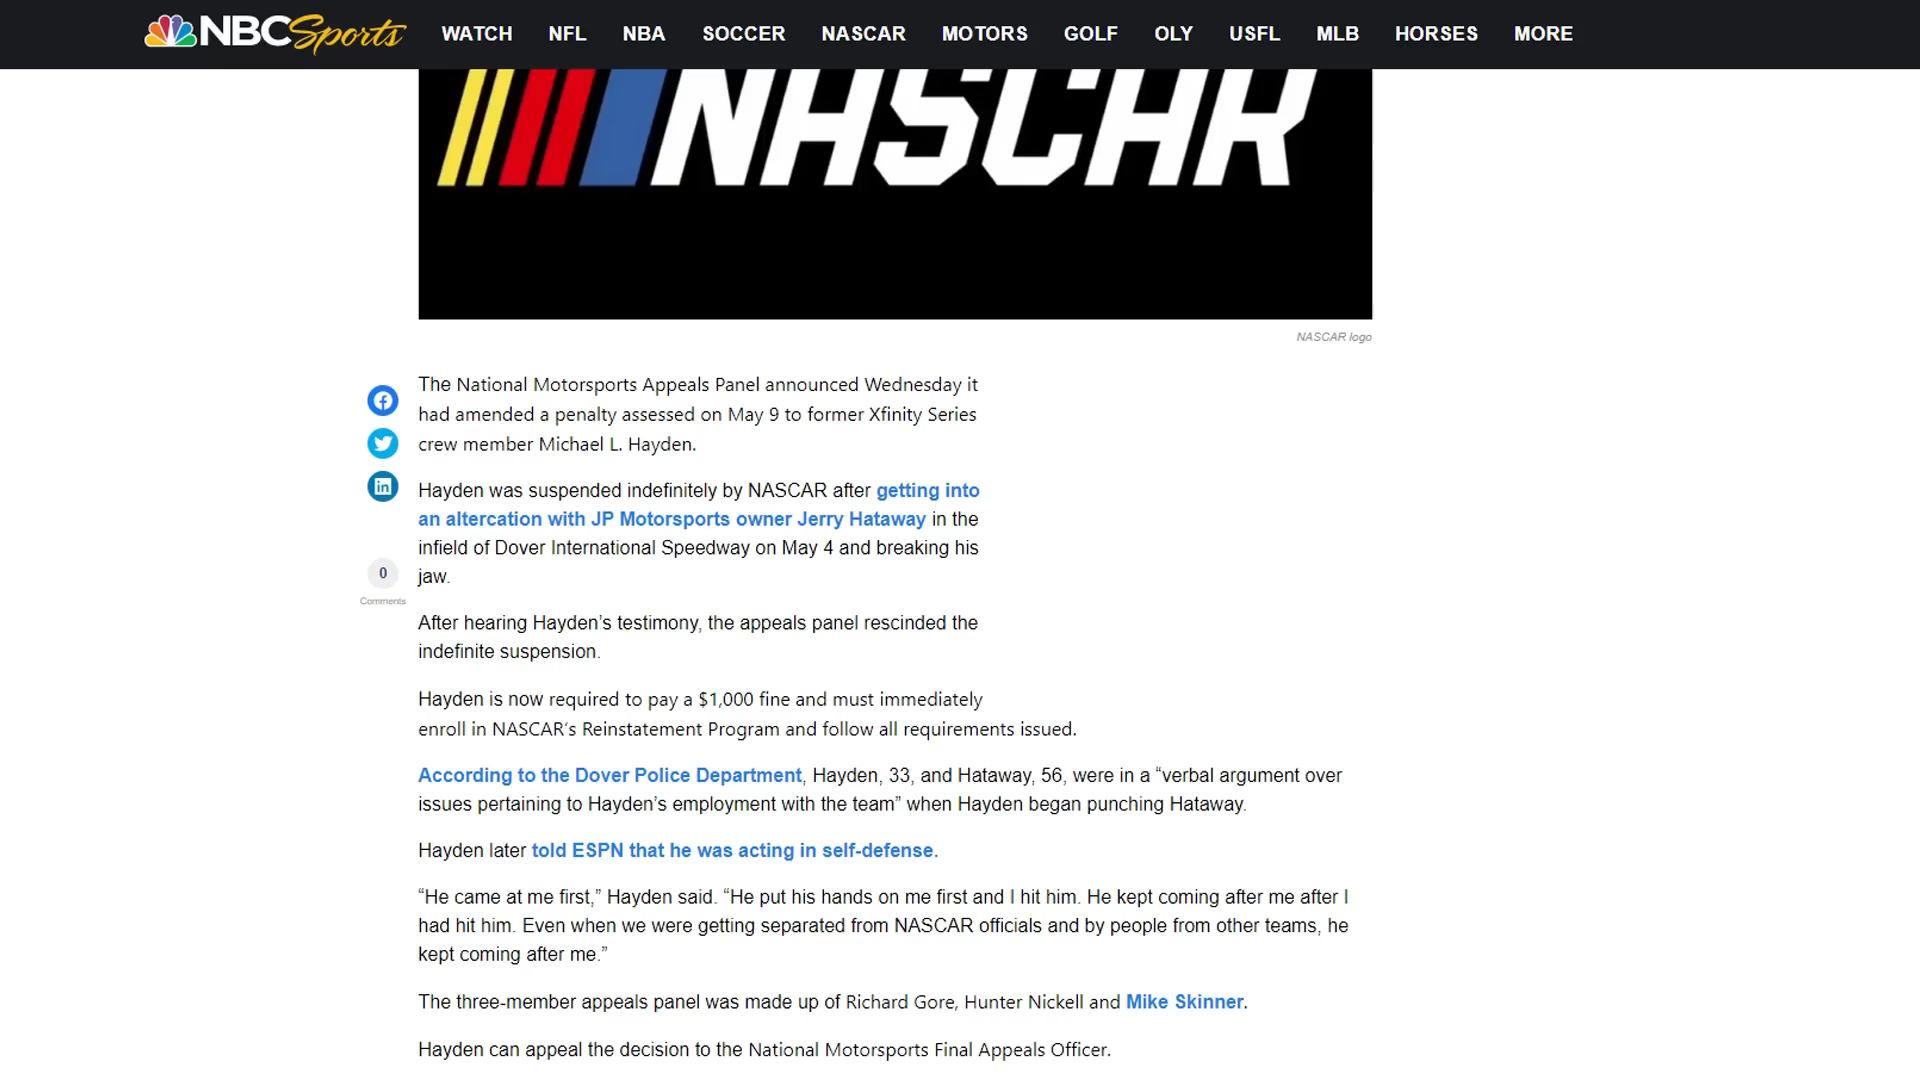 NBC Sports WATCH NFL NBA SOCCER NASCAR MOTORS GOLF OLY USFL MLB HORSES MORE
NASCAR
NASCAR logo
The National Motorsports Appeals Panel announced Wednesday it
had amended a penalty assessed on May 9 to former Xfinity Series
crew member Michael L. Hayden.
Hayden was suspended indefinitely by NASCAR after getting into
an altercation with JP Motorsports owner Jerry Hataway in the
infield of Dover International Speedway on May 4 and breaking his
jaw.
0
Comments
After hearing Hayden’s testimony, the appeals panel rescinded the
indefinite suspension.
Hayden is now required to pay a $1,000 fine and must immediately
enroll in NASCAR‘s Reinstatement Program and follow all requirements issued.
According to the Dover Police Department, Hayden, 33, and Hataway, 56, were in a “verbal argument over
issues pertaining to Hayden’s employment with the team” when Hayden began punching Hataway.
Hayden later told ESPN that he was acting in self-defense.
“He came at me first,” Hayden said. “He put his hands on me first and I hit him. He kept coming after me after I
had hit him. Even when we were getting separated from NASCAR officials and by people from other teams, he
kept coming after me.”
The three-member appeals panel was made up of Richard Gore, Hunter Nickell and Mike Skinner.
Hayden can appeal the decision to the National Motorsports Final Appeals Officer.